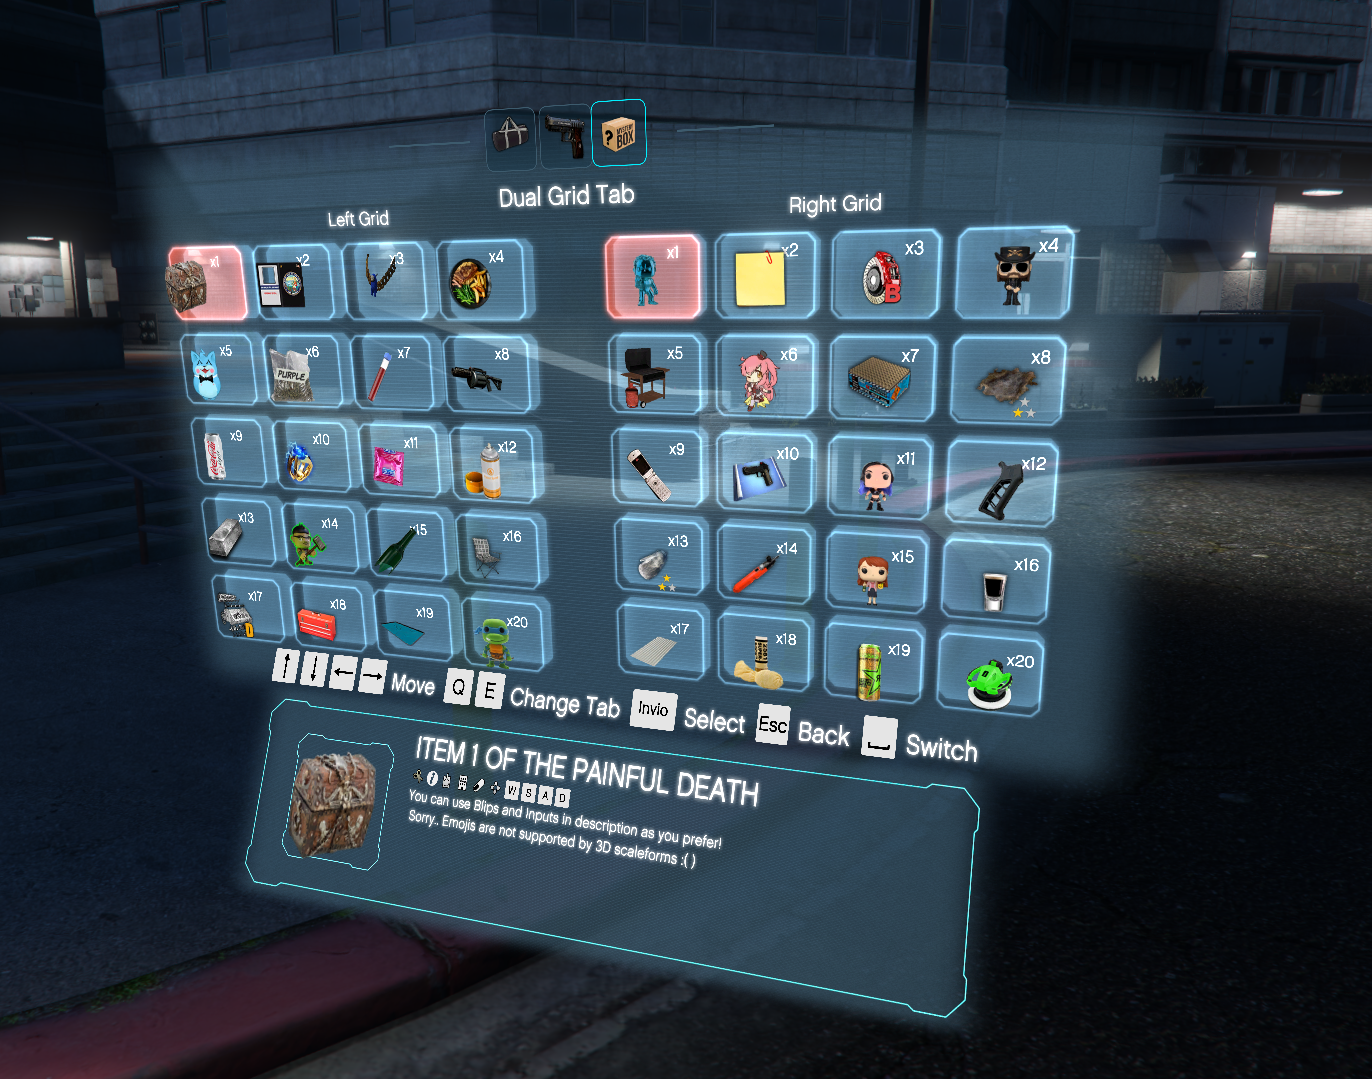 ? MYSTERY BOX
Dual Grid Tab
Left Grid
Right Grid
x1 x2 x3 x4
x5 x6 x7 x8
PURPLE
x9 x10 x11 x12
x13 x14 x15 x16
x17 x18 x19 x20
x1 x2 x3 x4
B
x5 x6 x7 x8
x9 x10 x11 x12
x13 x14 x15 x16
x17 x18 x19 x20
↑ ↓ ← → Move Q E Change Tab Invio Select Esc Back Switch
ITEM 1 OF THE PAINFUL DEATH
W S A D
You can use Blips and Inputs in description as you prefer!
Sorry.. Emojis are not supported by 3D scaleforms :( )